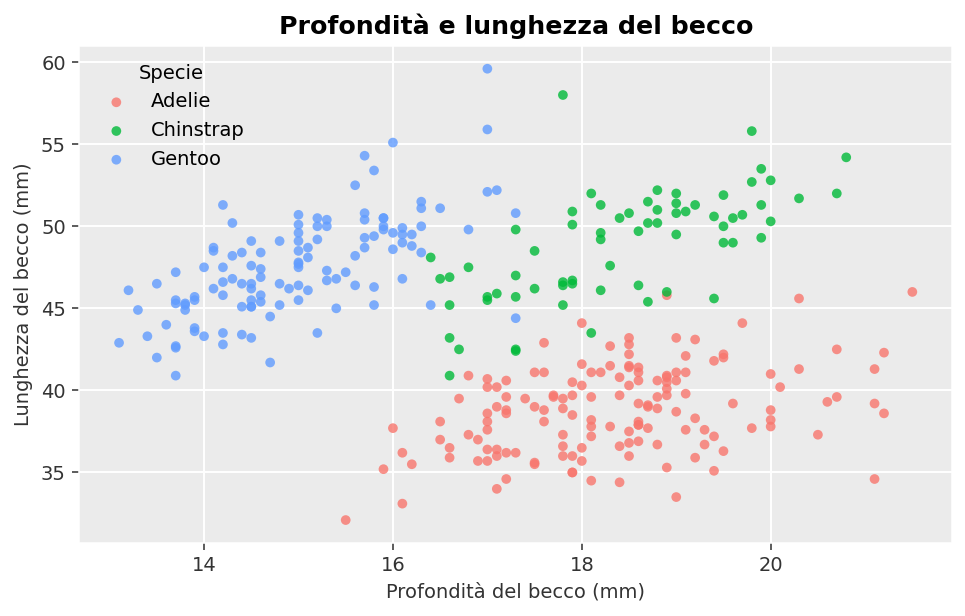 Profondità e lunghezza del becco
Specie
Adelie
Chinstrap
Gentoo
Lunghezza del becco (mm)
60
55
50
45
40
35
14
16
18
20
Profondità del becco (mm)